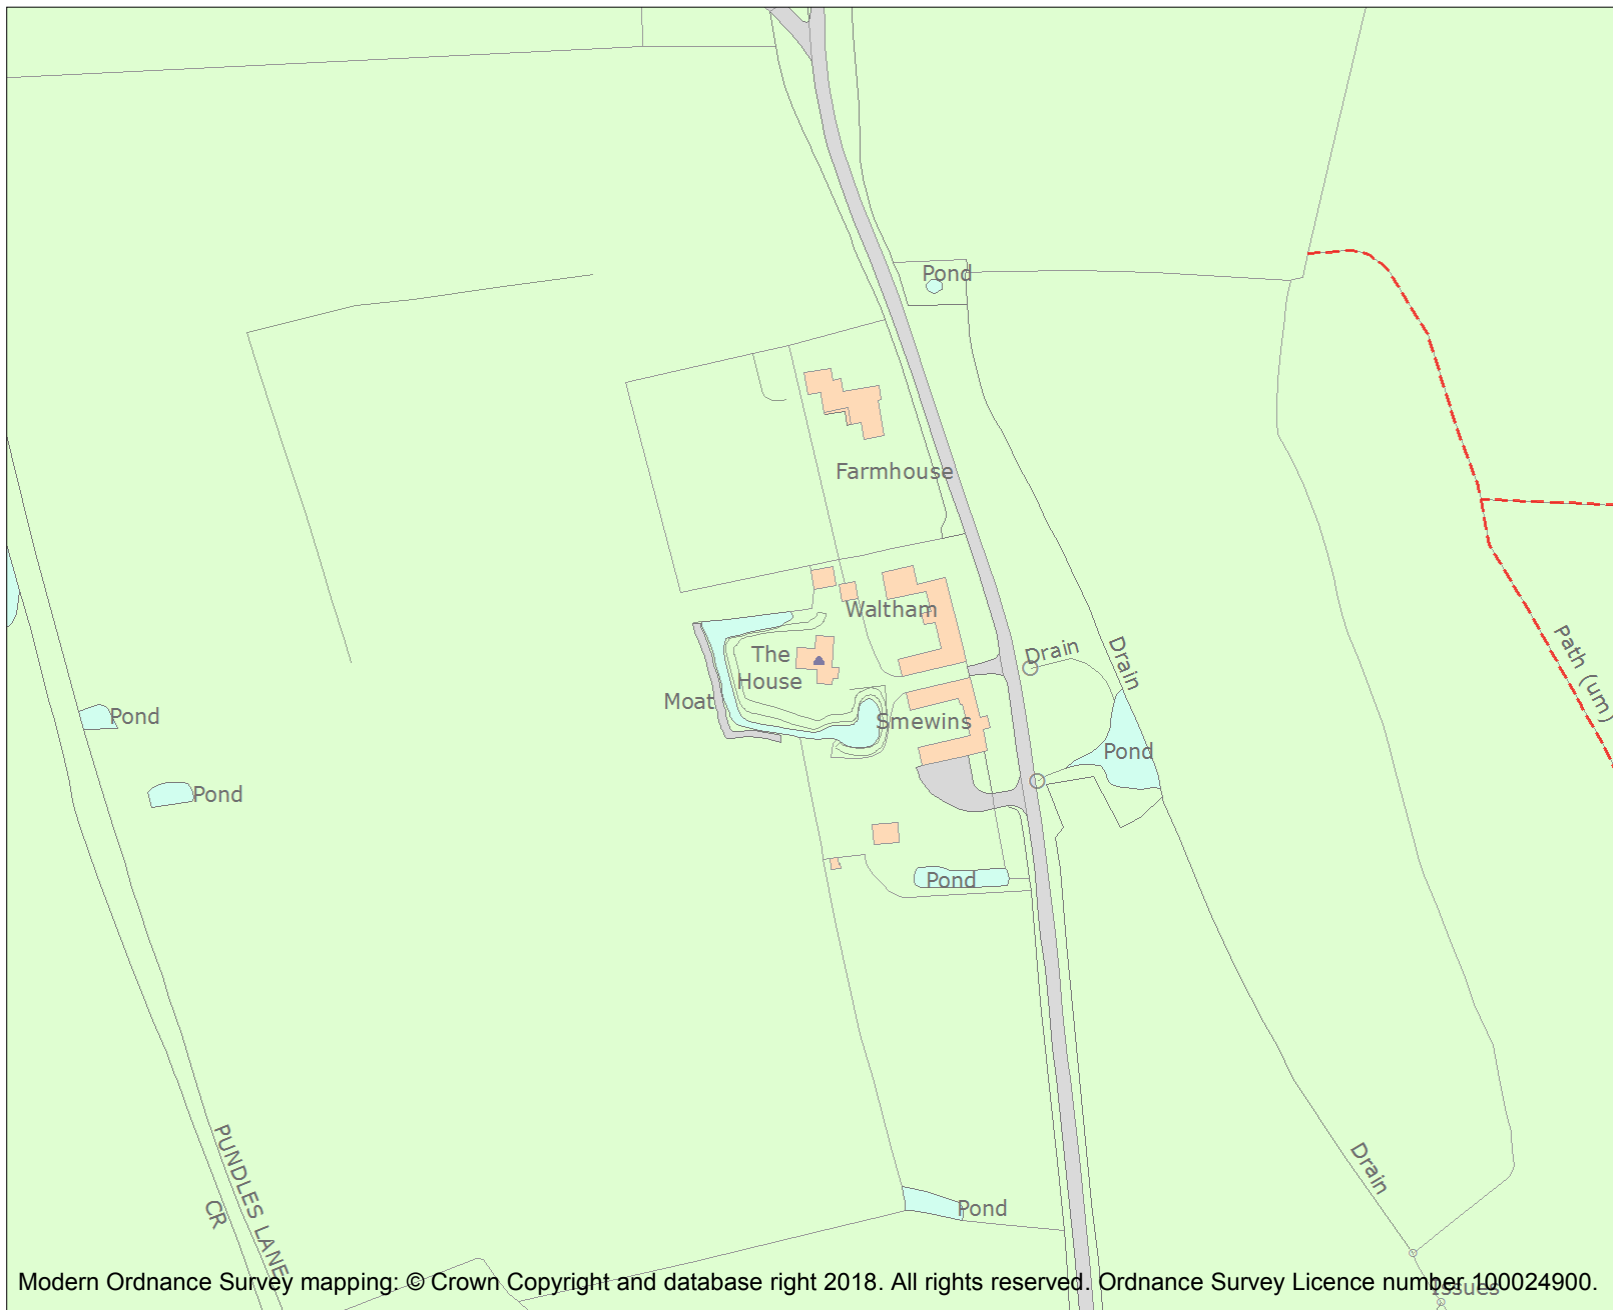 Pond
Farmhouse
Waltham
Drain
Drain
The
House
Moat
Smewins
Path (um)
Pond
Pond
Pond
Pond
PUNDLES LANE
CR
Drain
Pond
Issues
Modern Ordnance Survey mapping: © Crown Copyright and database right 2018. All rights reserved. Ordnance Survey Licence number 100024900.